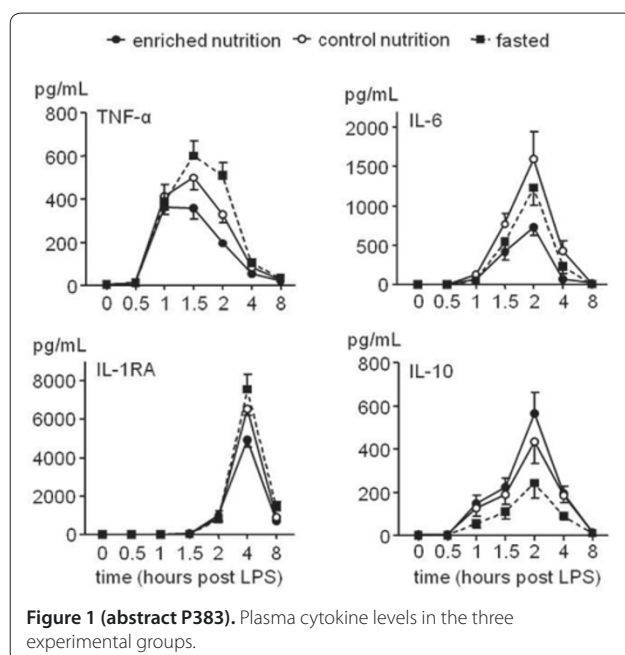 enriched nutrition control nutrition fasted
pg/mL
TNF-α
800
600
400
200
0
0 0.5 1 1.5 2 4 8
IL-6
2000
1500
1000
500
0
0 0.5 1 1.5 2 4 8
pg/mL
IL-1RA
8000
6000
4000
2000
0
0 0.5 1 1.5 2 4 8
time (hours post LPS)
pg/mL
IL-10
600
400
200
0
0 0.5 1 1.5 2 4 8
time (hours post LPS)
Figure 1 (abstract P383). Plasma cytokine levels in the three
experimental groups.